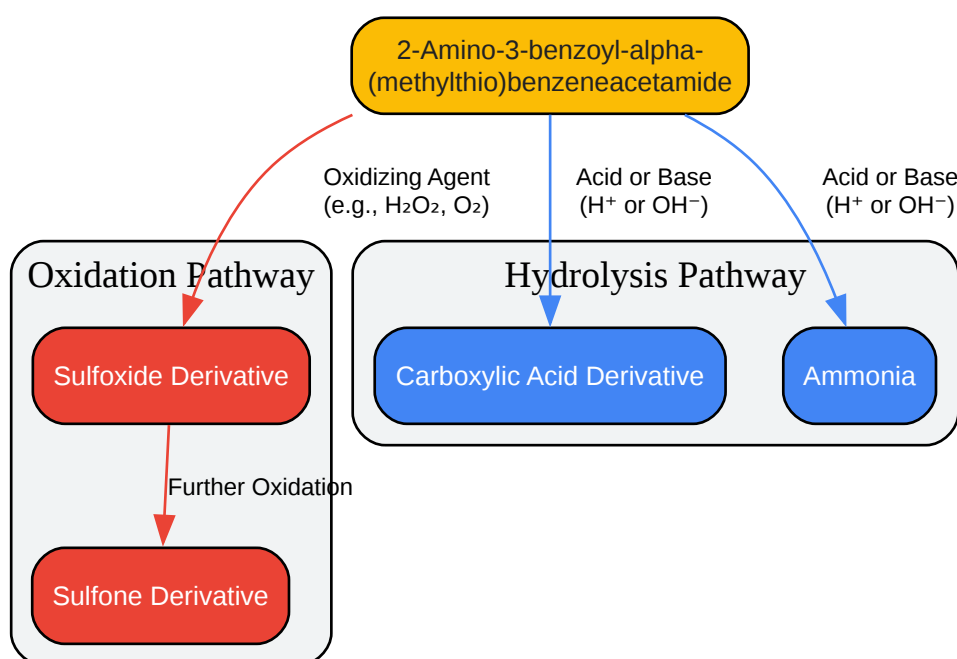 2-Amino-3-benzoyl-alpha-
(methylthio)benzeneacetamide
Oxidizing Agent
(e.g., H₂O₂, O₂)
Acid or Base
(H⁺ or OH⁻)
Acid or Base
(H⁺ or OH⁻)
Oxidation Pathway
Hydrolysis Pathway
Sulfoxide Derivative
Carboxylic Acid Derivative
Ammonia
Further Oxidation
Sulfone Derivative